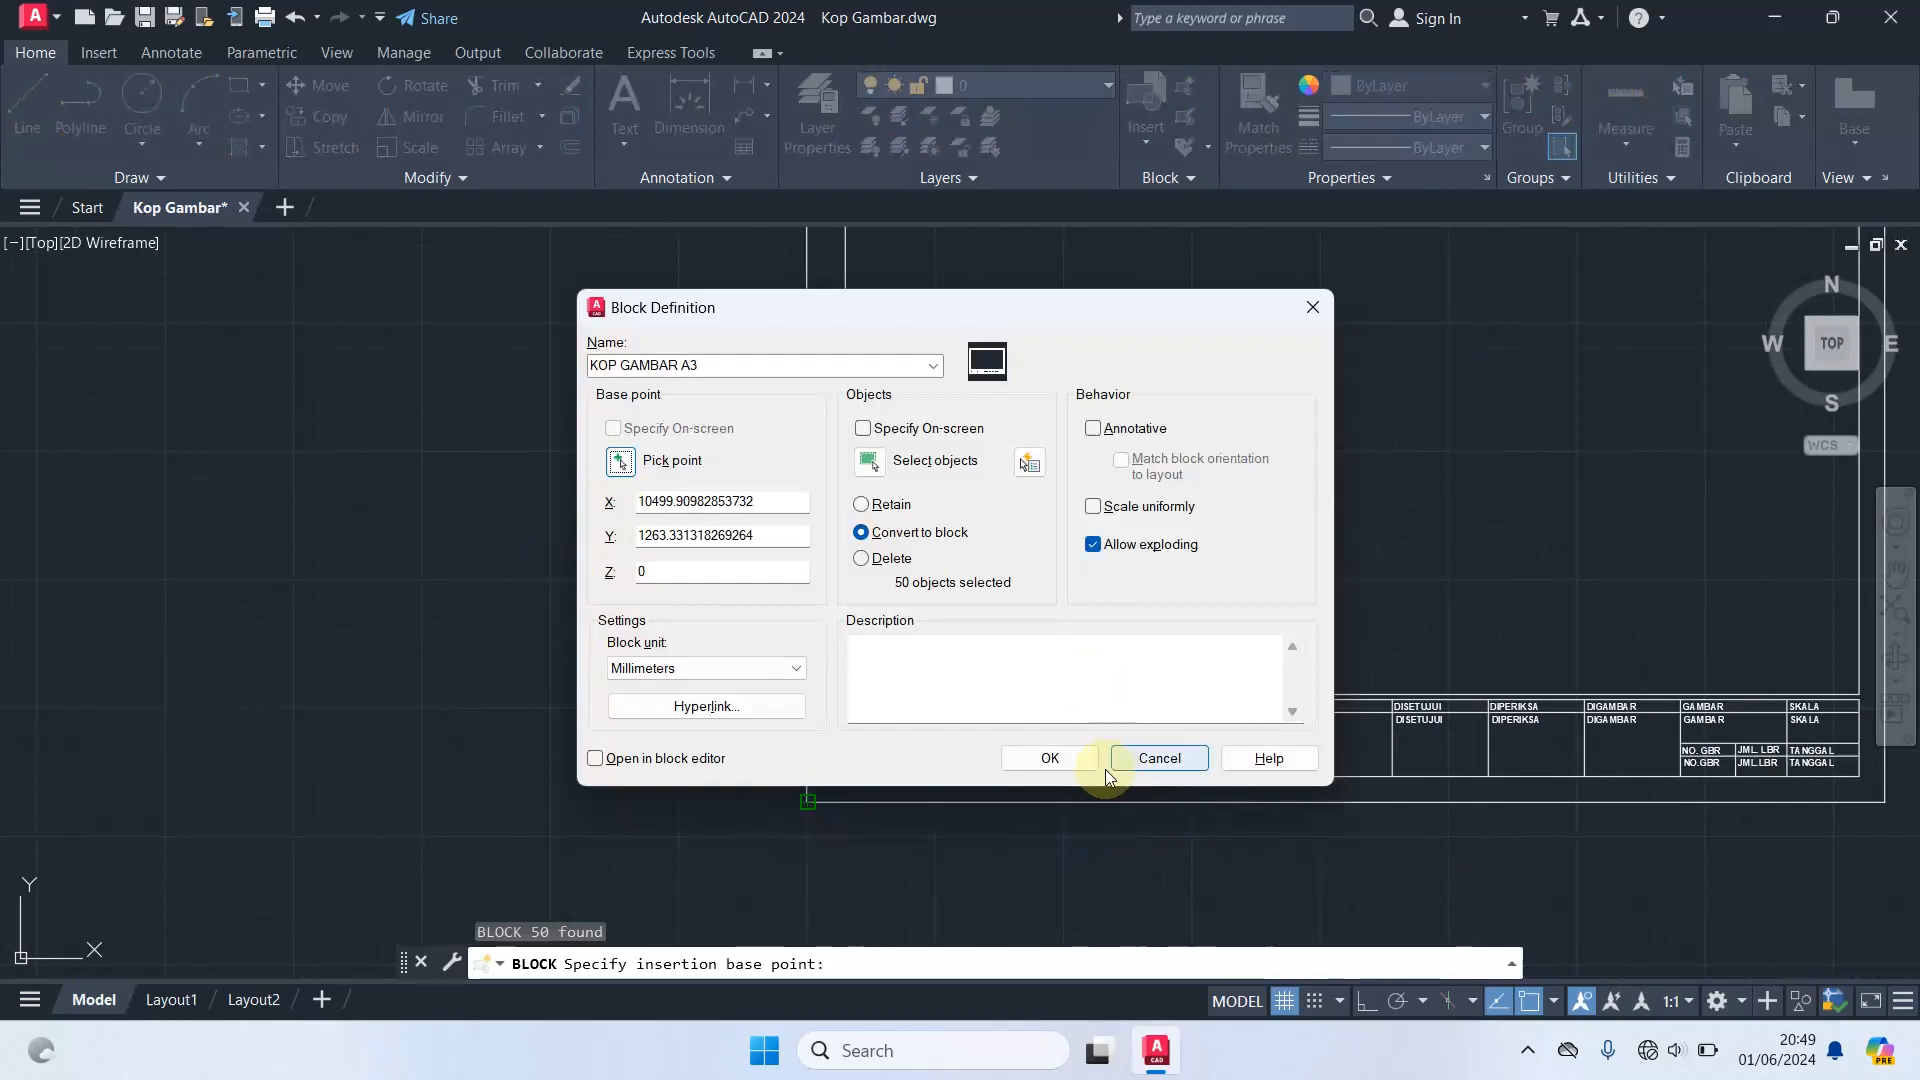 Share
Autodesk AutoCAD 2024 Kop Gambar.dwg
Type a keyword or phrase
Sign In
Home Insert Annotate Parametric View Manage Output Collaborate Express Tools
Line Polyline Circle Arc
Move Rotate Trim
Copy Mirror Fillet
Stretch Scale Array
Text Dimension
Layer Properties
0
Insert
Match Properties
ByLayer
ByLayer
ByLayer
Group
Measure
Paste
Base
Draw Modify Annotation Layers Block Properties Groups Utilities Clipboard View
Start Kop Gambar*
[−][Top][2D Wireframe]
N
W TOP E
S
WCS
Block Definition
Name:
KOP GAMBAR A3
Base point
Specify On-screen
Pick point
X: 10499.90982853732
Y: 1263.331318269264
Z: 0
Objects
Specify On-screen
Select objects
Retain
Convert to block
Delete
50 objects selected
Behavior
Annotative
Match block orientation
to layout
Scale uniformly
Allow exploding
Settings
Block unit:
Millimeters
Hyperlink...
Description
Open in block editor
OK Cancel Help
DISETUJUI DIPERIKSA DIGAMBAR GAMBAR SKALA
DISETUJUI DIPERIKSA DIGAMBAR GAMBAR SKALA
NO. GBR JML. LBR TANGGAL
NO.GBR JML.LBR TANGGAL
Y
X
BLOCK 50 found
BLOCK Specify insertion base point:
Model Layout1 Layout2
MODEL
1:1
Search
CAD
20:49
01/06/2024
PRE